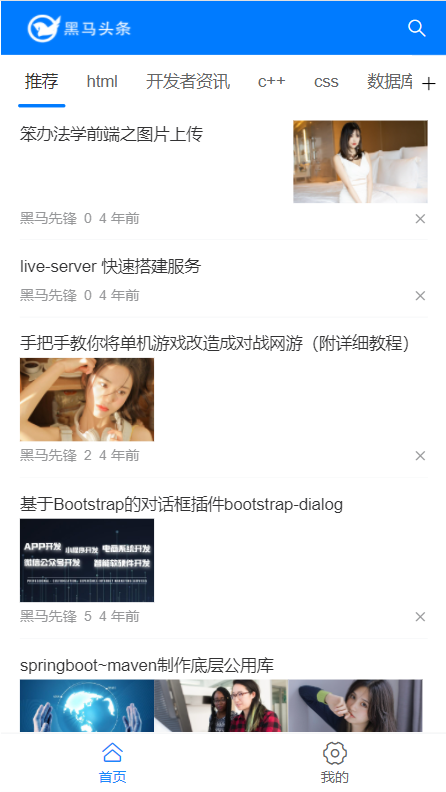 黑马头条
推荐 html 开发者资讯 c++ css 数据库
笨办法学前端之图片上传
黑马先锋 0 4 年前
live-server 快速搭建服务
黑马先锋 0 4 年前
手把手教你将单机游戏改造成对战网游（附详细教程）
黑马先锋 2 4 年前
基于Bootstrap的对话框插件bootstrap-dialog
APP开发 小程序开发 电商系统开发
微信公众号开发 智能软硬件开发
黑马先锋 5 4 年前
springboot~maven制作底层公用库
首页 我的